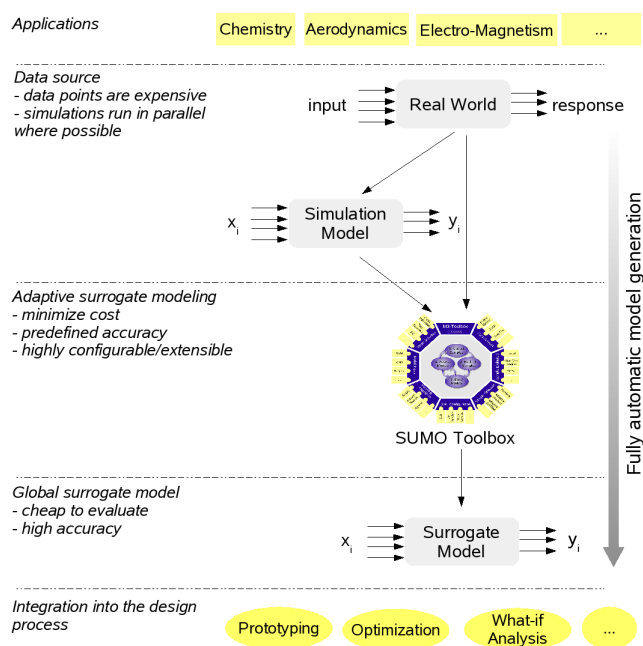 Applications
Chemistry
Aerodynamics
Electro-Magnetism
...
Data source
- data points are expensive
- simulations run in parallel
where possible
input
Real World
response
x i
Simulation
Model
y i
Adaptive surrogate modeling
- minimize cost
- predefined accuracy
- highly configurable/extensible
SUMO Toolbox
Fully automatic model generation
Global surrogate model
- cheap to evaluate
- high accuracy
x i
Surrogate
Model
y i
Integration into the design
process
Prototyping
Optimization
What-if
Analysis
...